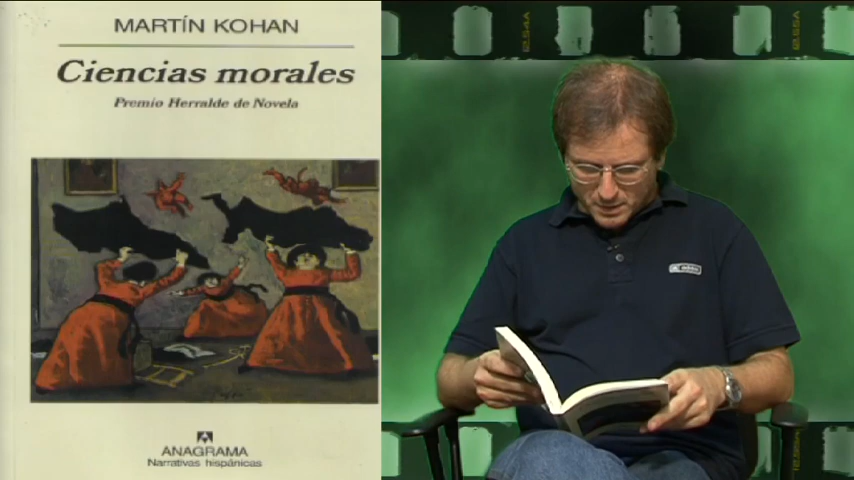 MARTÍN KOHAN
Ciencias morales
Premio Herralde de Novela
ANAGRAMA
Narrativas hispánicas